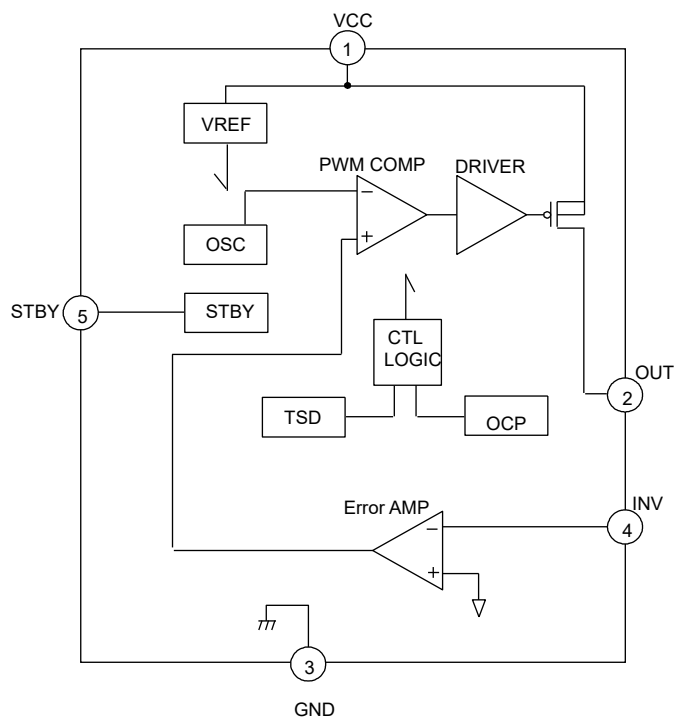 VCC
1
VREF
PWM COMP
DRIVER
−
OSC
+
STBY
5
STBY
CTL
LOGIC
OUT
2
TSD
OCP
Error AMP
INV
−
4
+
3
GND